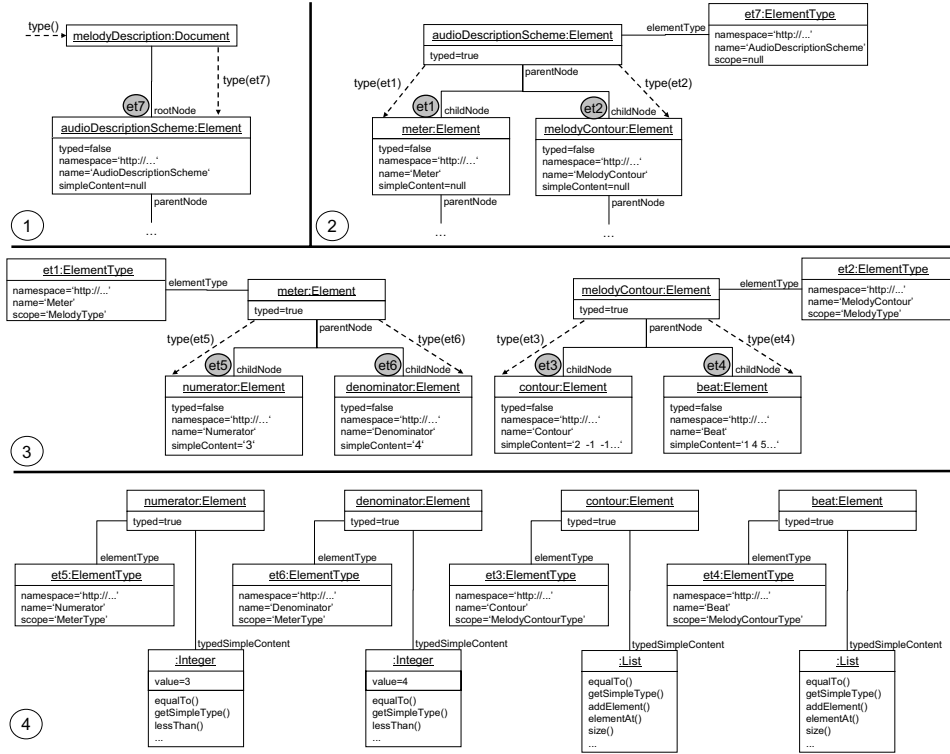 type()
melodyDescription:Document
type(et7)
et7
rootNode
audioDescriptionScheme:Element
typed=false
namespace='http://...'
name='AudioDescriptionScheme'
simpleContent=null
parentNode
...
1
audioDescriptionScheme:Element
typed=true
elementType
et7:ElementType
namespace='http://...'
name='AudioDescriptionScheme'
scope=null
parentNode
type(et1)
type(et2)
et1
childNode
et2
childNode
meter:Element
typed=false
namespace='http://...'
name='Meter'
simpleContent=null
parentNode
...
melodyContour:Element
typed=false
namespace='http://...'
name='MelodyContour'
simpleContent=null
parentNode
...
2
et1:ElementType
namespace='http://...'
name='Meter'
scope='MelodyType'
elementType
meter:Element
typed=true
parentNode
type(et5)
type(et6)
et5
childNode
et6
childNode
numerator:Element
typed=false
namespace='http://...'
name='Numerator'
simpleContent='3'
denominator:Element
typed=false
namespace='http://...'
name='Denominator'
simpleContent='4'
melodyContour:Element
typed=true
elementType
et2:ElementType
namespace='http://...'
name='MelodyContour'
scope='MelodyType'
parentNode
type(et3)
type(et4)
et3
childNode
et4
childNode
contour:Element
typed=false
namespace='http://...'
name='Contour'
simpleContent='2 -1 -1...'
beat:Element
typed=false
namespace='http://...'
name='Beat'
simpleContent='1 4 5...'
3
numerator:Element
typed=true
elementType
et5:ElementType
namespace='http://...'
name='Numerator'
scope='MeterType'
typedSimpleContent
:Integer
value=3
equalTo()
getSimpleType()
lessThan()
...
denominator:Element
typed=true
elementType
et6:ElementType
namespace='http://...'
name='Denominator'
scope='MeterType'
typedSimpleContent
:Integer
value=4
equalTo()
getSimpleType()
lessThan()
...
contour:Element
typed=true
elementType
et3:ElementType
namespace='http://...'
name='Contour'
scope='MelodyContourType'
typedSimpleContent
:List
equalTo()
getSimpleType()
addElement()
elementAt()
size()
...
beat:Element
typed=true
elementType
et4:ElementType
namespace='http://...'
name='Beat'
scope='MelodyContourType'
typedSimpleContent
:List
equalTo()
getSimpleType()
addElement()
elementAt()
size()
...
4